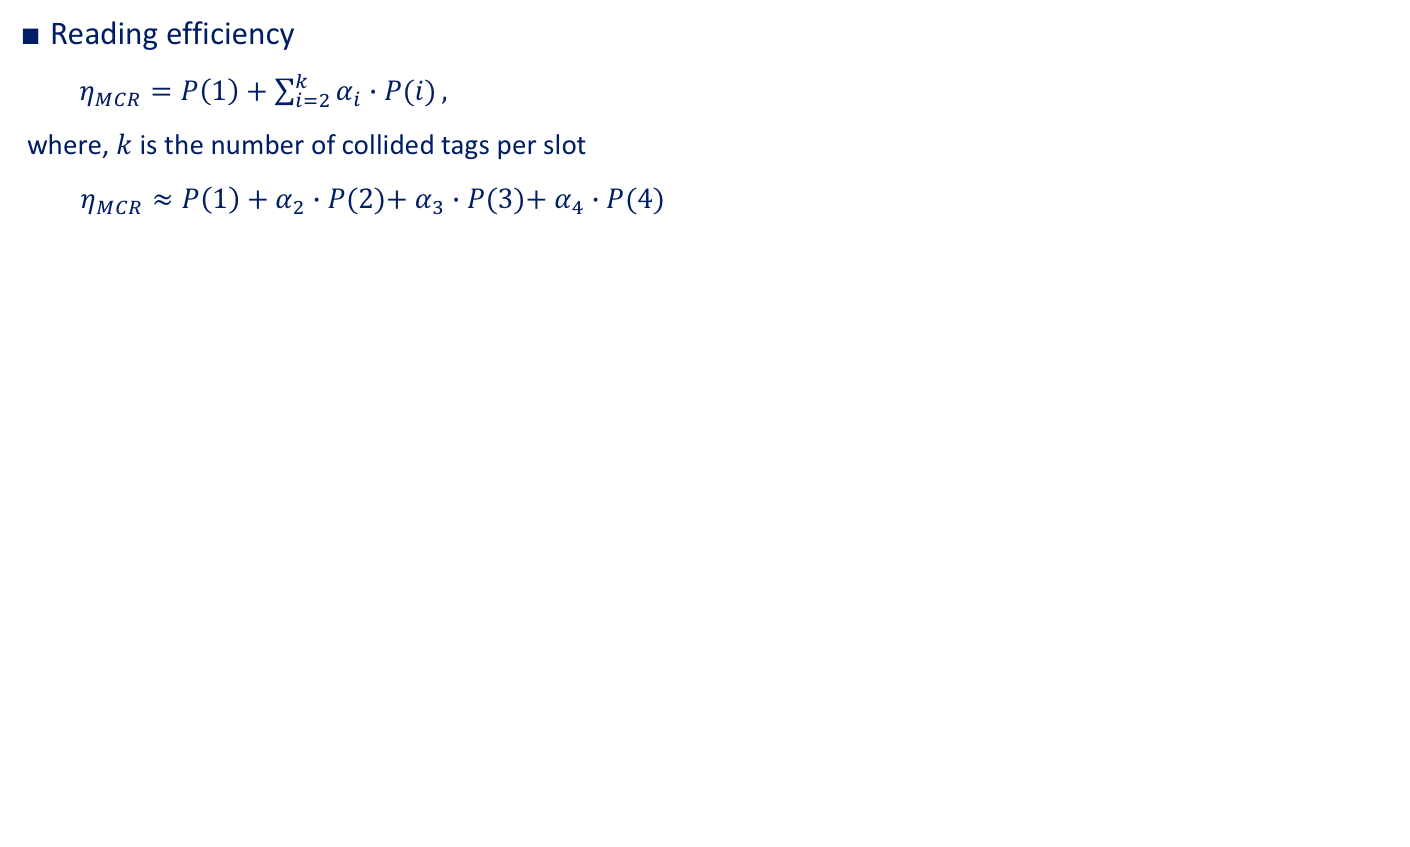 ■ Reading efficiency
η_MCR = P(1) + ∑_{i=2}^{k} α_i · P(i) ,
where, k is the number of collided tags per slot
η_MCR ≈ P(1) + α_2 · P(2)+ α_3 · P(3)+ α_4 · P(4)